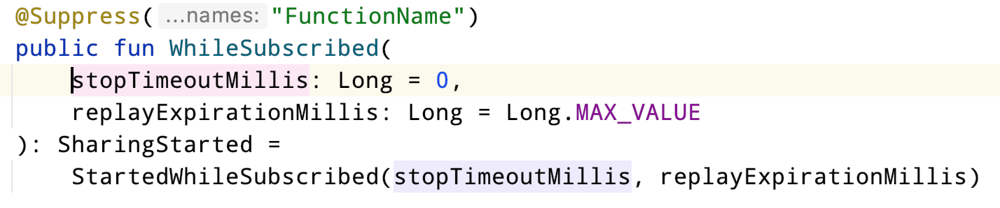 @Suppress( ...names: "FunctionName")
public fun WhileSubscribed(
    stopTimeoutMillis: Long = 0,
    replayExpirationMillis: Long = Long.MAX_VALUE
): SharingStarted =
    StartedWhileSubscribed(stopTimeoutMillis, replayExpirationMillis)